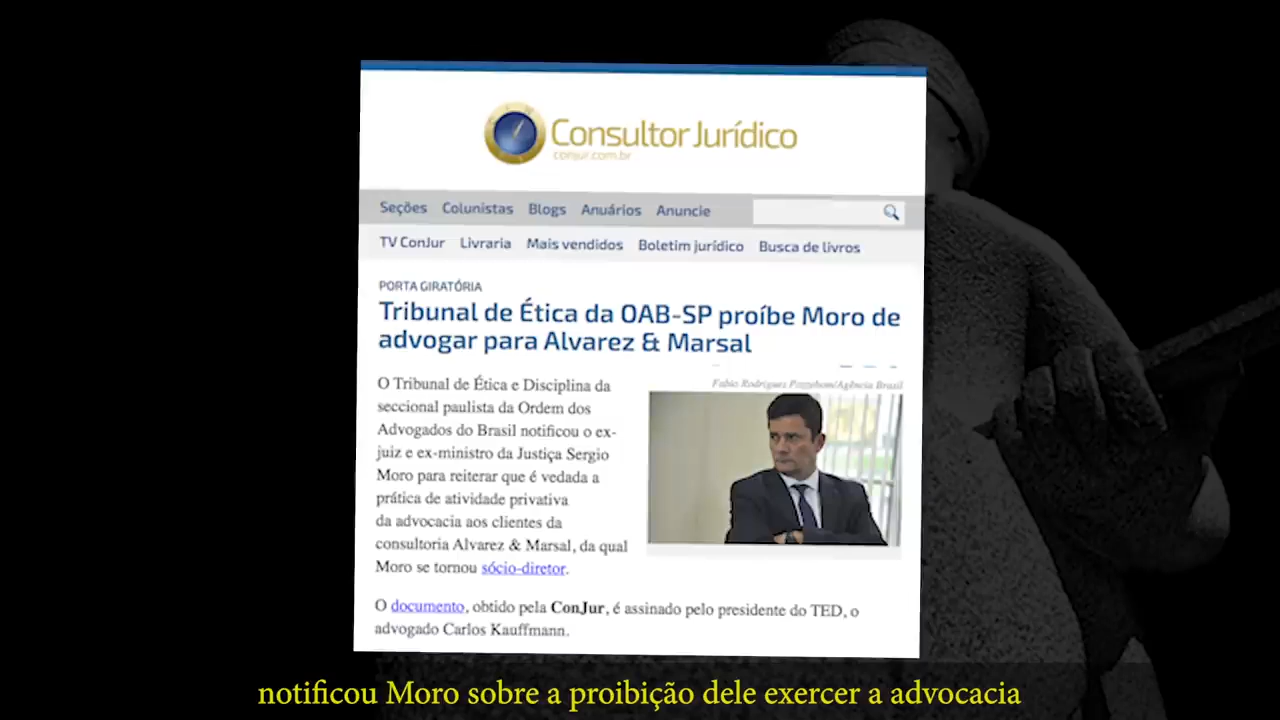 Consultor Jurídico
conjur.com.br
Seções Colunistas Blogs Anuários Anuncie
TV ConJur Livraria Mais vendidos Boletim jurídico Busca de livros
PORTA GIRATÓRIA
Tribunal de Ética da OAB-SP proíbe Moro de
advogar para Alvarez & Marsal
Fabio Rodrigues Pozzebom/Agência Brasil
O Tribunal de Ética e Disciplina da
seccional paulista da Ordem dos
Advogados do Brasil notificou o ex-
juiz e ex-ministro da Justiça Sergio
Moro para reiterar que é vedada a
prática de atividade privativa
da advocacia aos clientes da
consultoria Alvarez & Marsal, da qual
Moro se tornou sócio-diretor.
O documento, obtido pela ConJur, é assinado pelo presidente do TED, o
advogado Carlos Kauffmann.
notificou Moro sobre a proibição dele exercer a advocacia